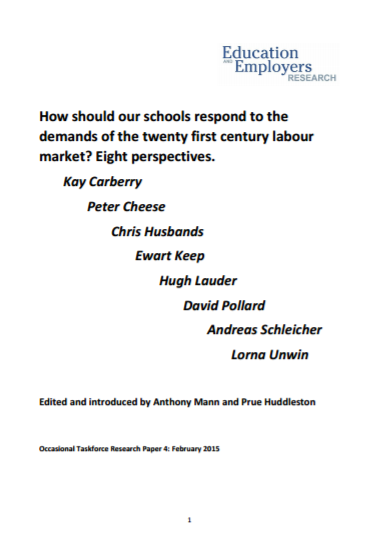 Education
AND Employers
RESEARCH
How should our schools respond to the
demands of the twenty first century labour
market? Eight perspectives.
Kay Carberry
Peter Cheese
Chris Husbands
Ewart Keep
Hugh Lauder
David Pollard
Andreas Schleicher
Lorna Unwin
Edited and introduced by Anthony Mann and Prue Huddleston
Occasional Taskforce Research Paper 4: February 2015
1